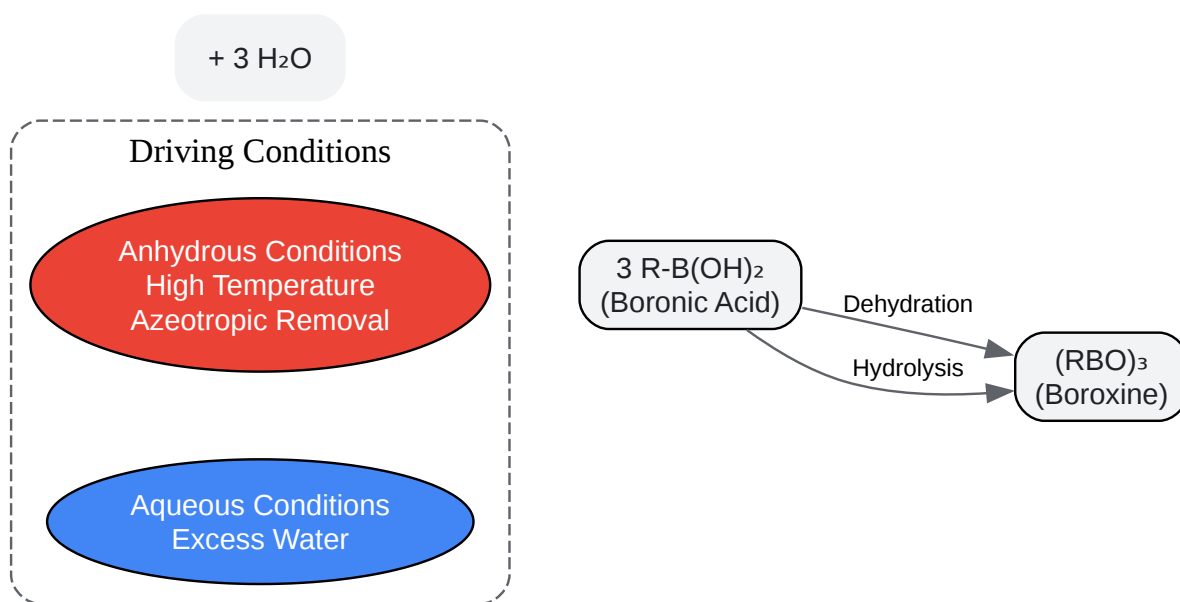 + 3 H₂O
Driving Conditions
Anhydrous Conditions
High Temperature
Azeotropic Removal
Aqueous Conditions
Excess Water
3 R-B(OH)₂
(Boronic Acid)
Dehydration
Hydrolysis
(RBO)₃
(Boroxine)